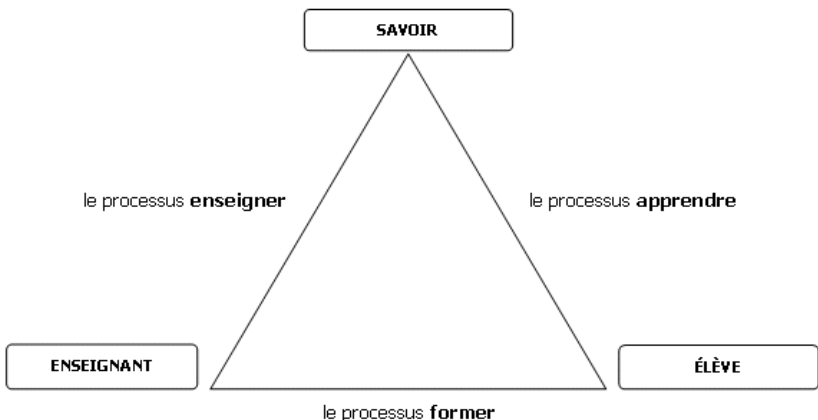 SAVOIR
le processus enseigner
le processus apprendre
ENSEIGNANT
ÉLÈVE
le processus former